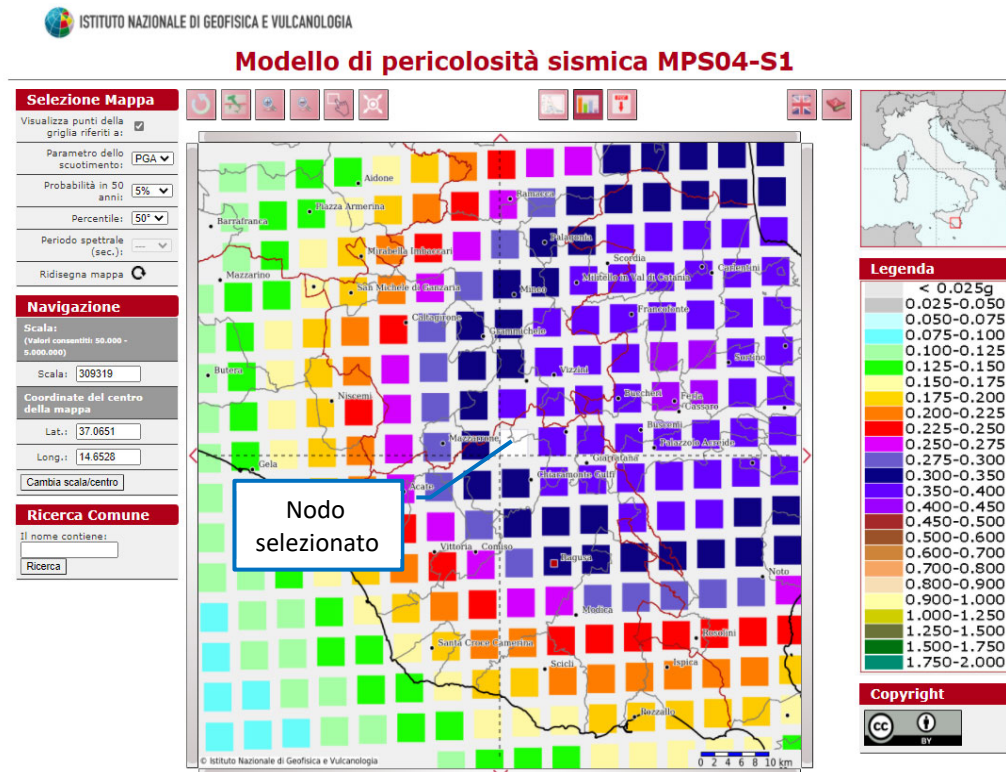 ISTITUTO NAZIONALE DI GEOFISICA E VULCANOLOGIA
Modello di pericolosità sismica MPS04-S1
Selezione Mappa
Visualizza punti della
griglia riferiti a:
Parametro dello
scuotimento:
PGA
Probabilità in 50
anni:
5%
Percentile:
50°
Periodo spettrale
(sec.):
---
Ridisegna mappa
Navigazione
Scala:
(Valori consentiti: 50.000 -
5.000.000)
Scala: 309319
Coordinate del centro
della mappa
Lat.: 37.0651
Long.: 14.6528
Cambia scala/centro
Ricerca Comune
Il nome contiene:
Ricerca
Aidone
Piazza Armerina
Ramacca
Barrafranca
Palagonia
Mirabella Imbaccari
Scordia
Mazzarino
Militello in Val di Catania
Carlentini
San Michele di Ganzaria
Mineo
Francofonte
Caltagirone
Grammichele
Sortino
Butera
Vizzini
Niscemi
Buccheri
Ferla
Cassaro
Buscemi
Mazzarrone
Palazzolo Acreide
Giarratana
Gela
Chiaramonte Gulfi
Acate
Nodo
selezionato
Vittoria
Comiso
Ragusa
Noto
Modica
Santa Croce Camerina
Rosolini
Scicli
Ispica
Pozzallo
© Istituto Nazionale di Geofisica e Vulcanologia
0 2 4 6 8 10 km
Legenda
< 0.025g
0.025-0.050
0.050-0.075
0.075-0.100
0.100-0.125
0.125-0.150
0.150-0.175
0.175-0.200
0.200-0.225
0.225-0.250
0.250-0.275
0.275-0.300
0.300-0.350
0.350-0.400
0.400-0.450
0.450-0.500
0.500-0.600
0.600-0.700
0.700-0.800
0.800-0.900
0.900-1.000
1.000-1.250
1.250-1.500
1.500-1.750
1.750-2.000
Copyright
cc
BY